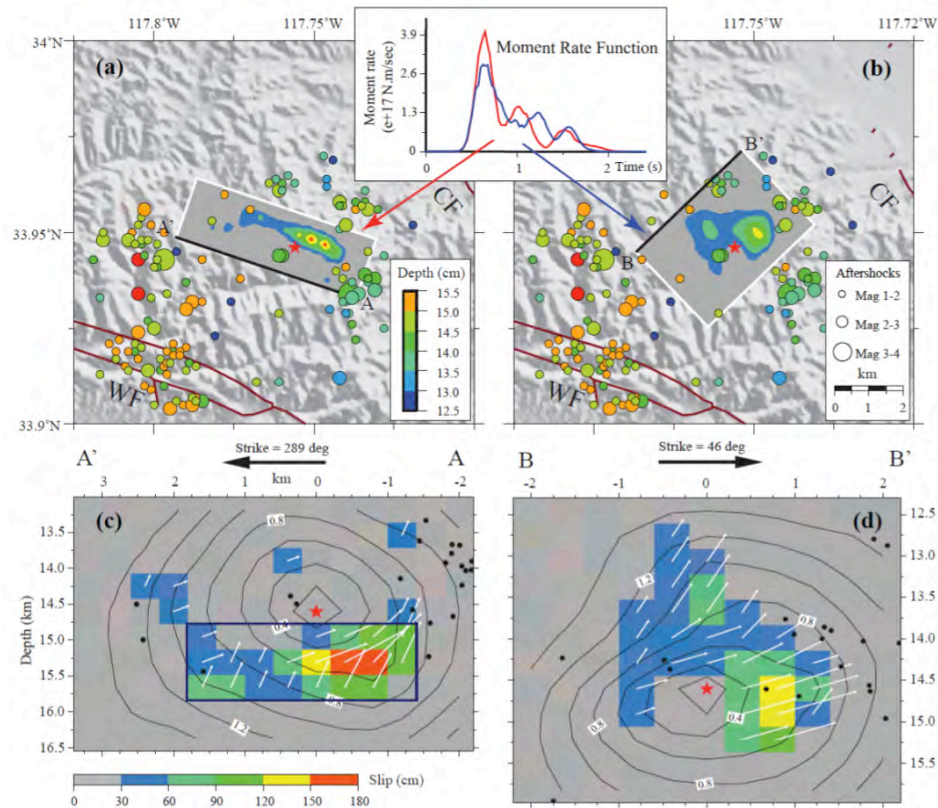 117.8°W
117.75°W
117.75°W
117.72°W
34°N
(a)
3.9
2.6
1.3
0
Moment rate
(e+17 N.m/sec)
Moment Rate Function
0
1
2
Time (s)
(b)
33.95°N
33.9°N
A'
A
CF
WF
Depth (cm)
15.5
15.0
14.5
14.0
13.5
13.0
12.5
B'
B
CF
WF
Aftershocks
Mag 1-2
Mag 2-3
Mag 3-4
km
0
1
2
A'
Strike = 289 deg
A
3
2
1
km
0
-1
-2
(c)
13.5
14.0
14.5
15.0
15.5
16.0
16.5
Depth (km)
0.8
0.4
0.8
1.2
B
Strike = 46 deg
B'
-1
0
1
2
(d)
12.5
13.0
13.5
14.0
14.5
15.0
15.5
1.2
0.8
0.4
0.8
0.8
Slip (cm)
0
30
60
90
120
150
180